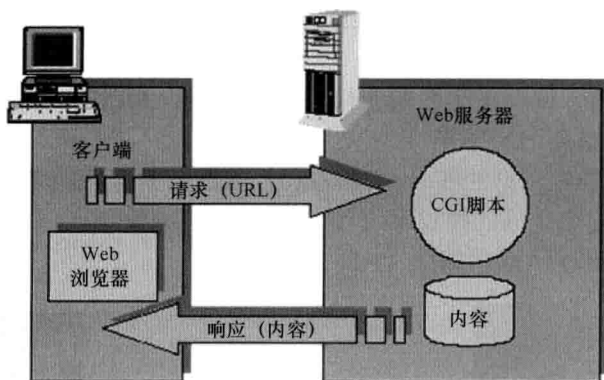 Web服务器
客户端
请求（URL）
CGI脚本
Web
浏览器
响应（内容）
内容